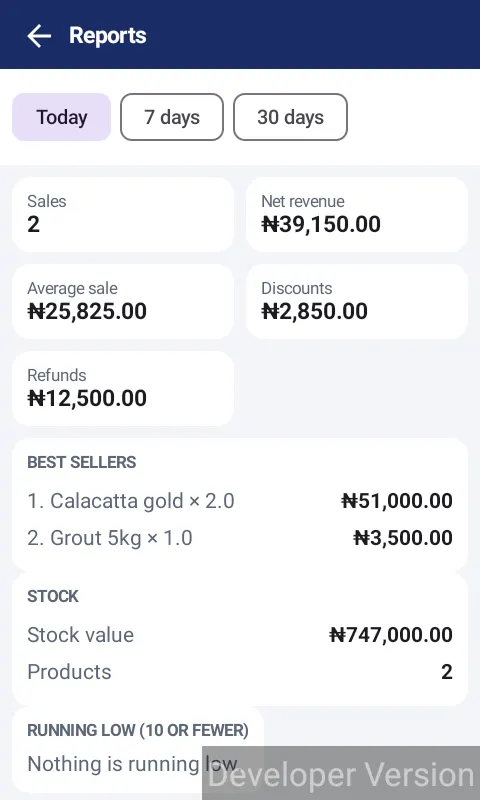 Reports
Today 7 days 30 days
Sales
2
Net revenue
₦39,150.00
Average sale
₦25,825.00
Discounts
₦2,850.00
Refunds
₦12,500.00
BEST SELLERS
1. Calacatta gold × 2.0 ₦51,000.00
2. Grout 5kg × 1.0 ₦3,500.00
STOCK
Stock value ₦747,000.00
Products 2
RUNNING LOW (10 OR FEWER)
Nothing is running low
Developer Version